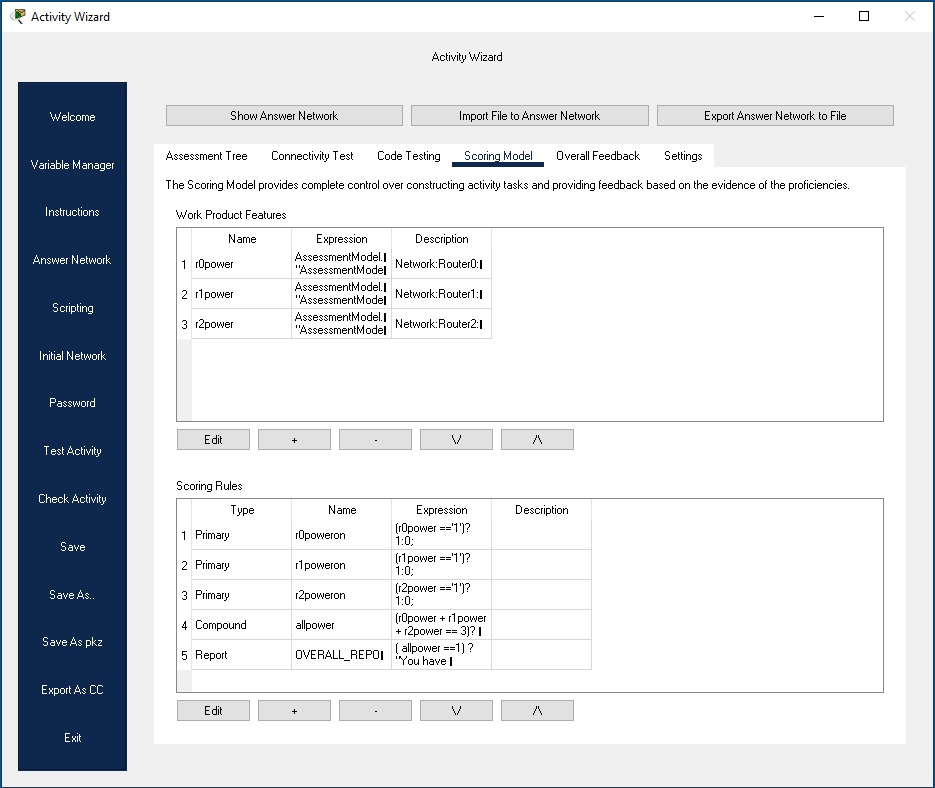 Activity Wizard
Activity Wizard
Welcome
Variable Manager
Instructions
Answer Network
Scripting
Initial Network
Password
Test Activity
Check Activity
Save
Save As..
Save As pkz
Export As CC
Exit
Show Answer Network
Import File to Answer Network
Export Answer Network to File
Assessment Tree
Connectivity Test
Code Testing
Scoring Model
Overall Feedback
Settings
The Scoring Model provides complete control over constructing activity tasks and providing feedback based on the evidence of the proficiencies.
Work Product Features
Name Expression Description
1 r0power AssessmentModel. Network:Router0:
"AssessmentModel
2 r1power AssessmentModel. Network:Router1:
"AssessmentModel
3 r2power AssessmentModel. Network:Router2:
"AssessmentModel
Edit + - \/ /\
Scoring Rules
Type Name Expression Description
1 Primary r0poweron (r0power =='1')?
1:0;
2 Primary r1poweron (r1power =='1')?
1:0;
3 Primary r2poweron (r2power =='1')?
1:0;
4 Compound allpower (r0power + r1power
+ r2power == 3)?
5 Report OVERALL_REPO ( allpower ==1) ?
"You have
Edit + - \/ /\